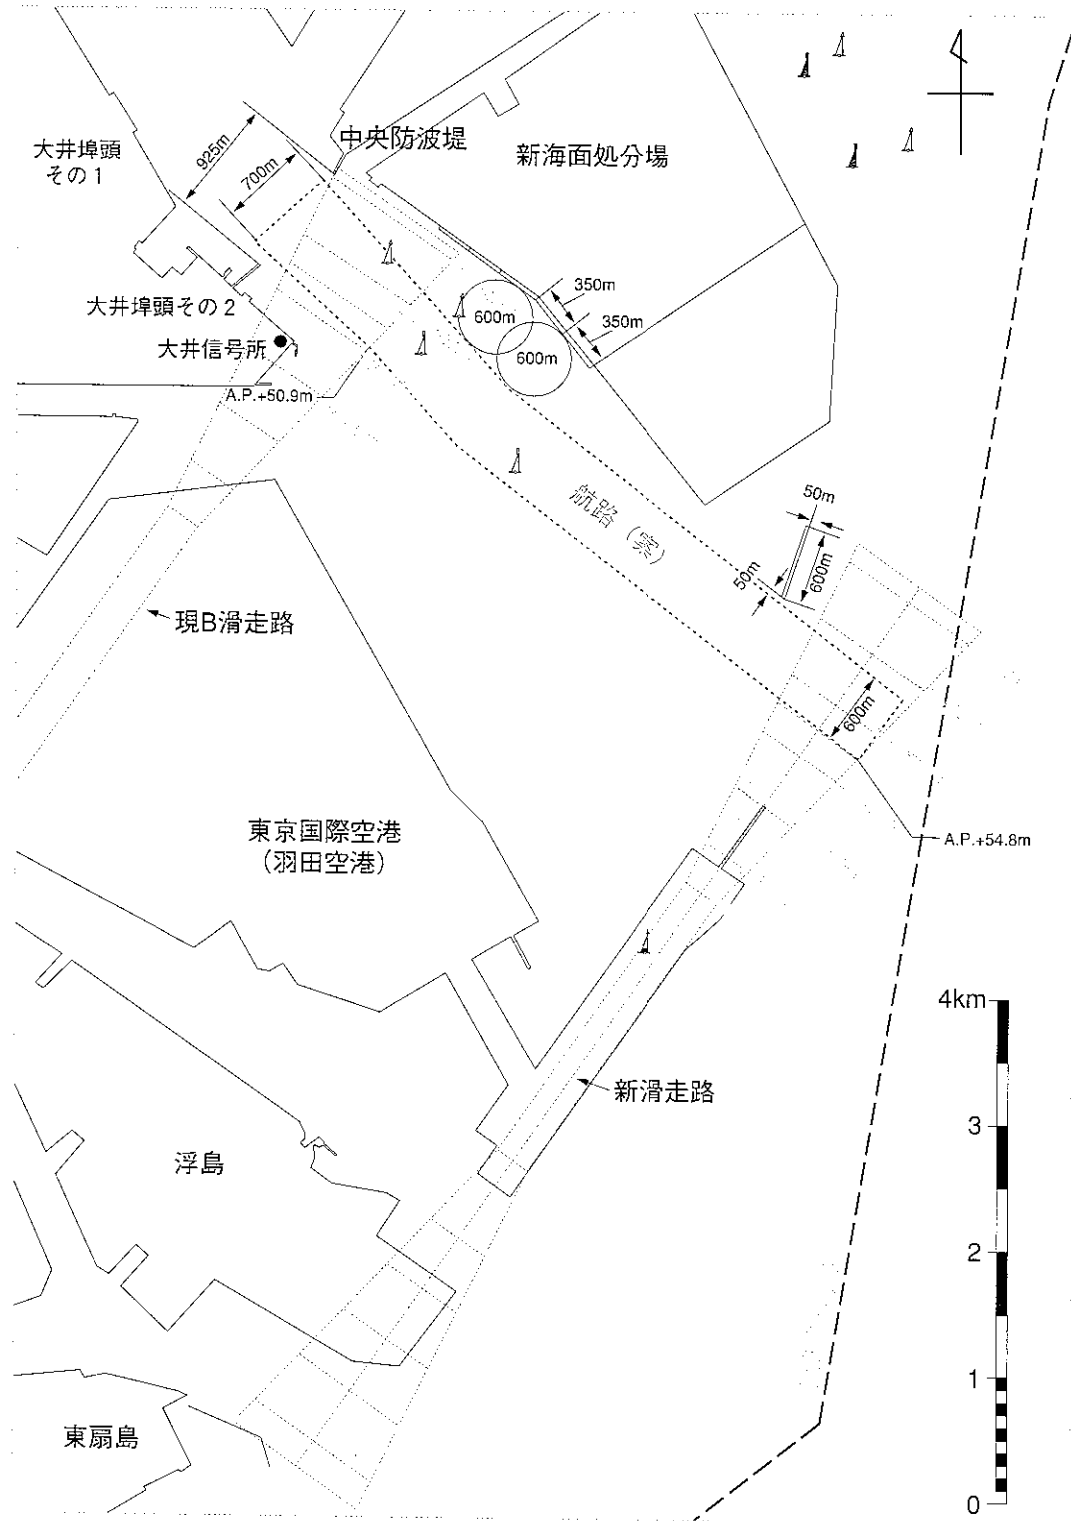 中央防波堤
大井埠頭
その1
925m
700m
新海面処分場
350m
350m
大井埠頭その2
600m
600m
大井信号所
A.P.+50.9m
航路（案）
50m
600m
50m
現B滑走路
600m
東京国際空港
（羽田空港）
A.P.+54.8m
4km
新滑走路
3
浮島
2
1
東扇島
0